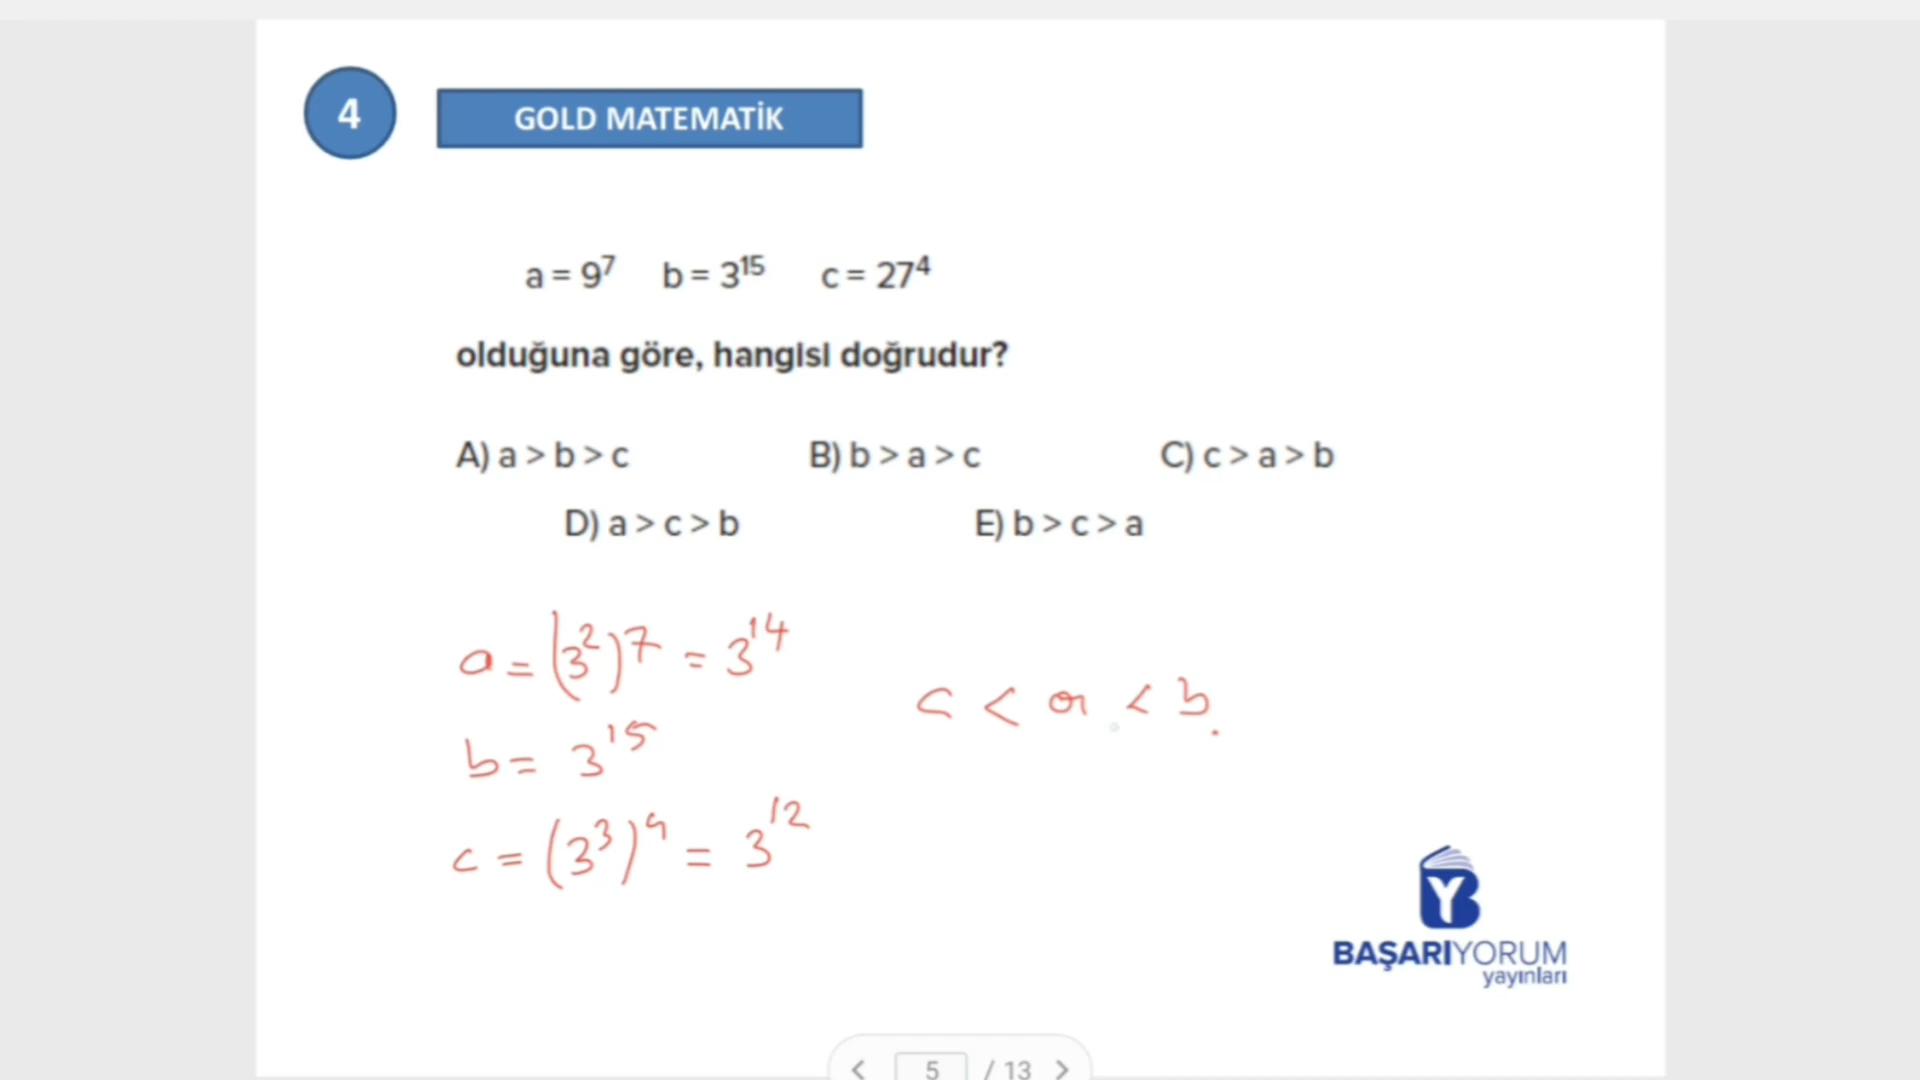 4
GOLD MATEMATİK
a = 9⁷ b = 3¹⁵ c = 27⁴
olduğuna göre, hangisi doğrudur?
A) a > b > c B) b > a > c C) c > a > b
D) a > c > b E) b > c > a
a = (3²)⁷ = 3¹⁴
c < a < b.
b = 3¹⁵
c = (3³)⁴ = 3¹²
BAŞARIYORUM
yayınları
5 / 13